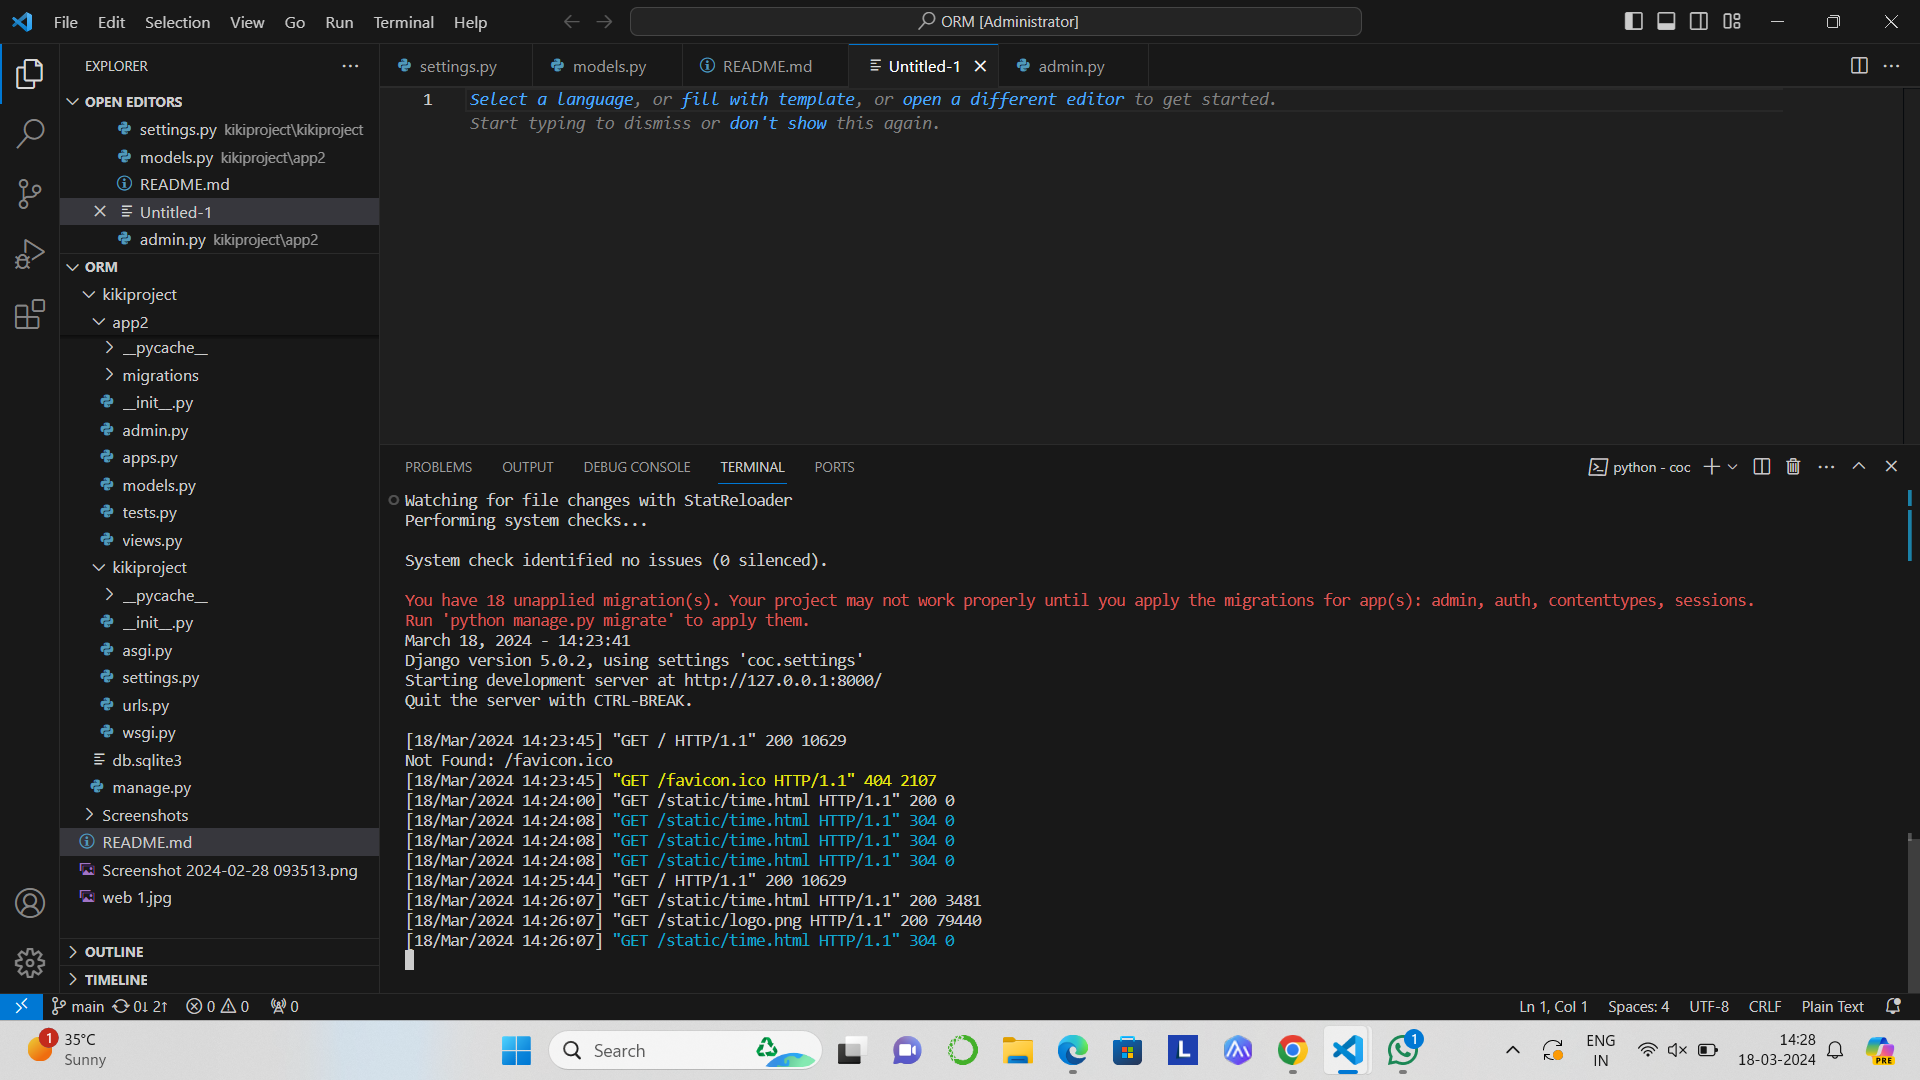 File Edit Selection View Go Run Terminal Help
ORM [Administrator]
EXPLORER
OPEN EDITORS
settings.py kikiproject\kikiproject
models.py kikiproject\app2
README.md
Untitled-1
admin.py kikiproject\app2
ORM
kikiproject
app2
__pycache__
migrations
__init__.py
admin.py
apps.py
models.py
tests.py
views.py
kikiproject
__pycache__
__init__.py
asgi.py
settings.py
urls.py
wsgi.py
db.sqlite3
manage.py
Screenshots
README.md
Screenshot 2024-02-28 093513.png
web 1.jpg
OUTLINE
TIMELINE
settings.py models.py README.md Untitled-1 admin.py
1 Select a language, or fill with template, or open a different editor to get started.
Start typing to dismiss or don't show this again.
PROBLEMS OUTPUT DEBUG CONSOLE TERMINAL PORTS
python - coc
Watching for file changes with StatReloader
Performing system checks...
System check identified no issues (0 silenced).
You have 18 unapplied migration(s). Your project may not work properly until you apply the migrations for app(s): admin, auth, contenttypes, sessions.
Run 'python manage.py migrate' to apply them.
March 18, 2024 - 14:23:41
Django version 5.0.2, using settings 'coc.settings'
Starting development server at http://127.0.0.1:8000/
Quit the server with CTRL-BREAK.
[18/Mar/2024 14:23:45] "GET / HTTP/1.1" 200 10629
Not Found: /favicon.ico
[18/Mar/2024 14:23:45] "GET /favicon.ico HTTP/1.1" 404 2107
[18/Mar/2024 14:24:00] "GET /static/time.html HTTP/1.1" 200 0
[18/Mar/2024 14:24:08] "GET /static/time.html HTTP/1.1" 304 0
[18/Mar/2024 14:24:08] "GET /static/time.html HTTP/1.1" 304 0
[18/Mar/2024 14:24:08] "GET /static/time.html HTTP/1.1" 304 0
[18/Mar/2024 14:25:44] "GET / HTTP/1.1" 200 10629
[18/Mar/2024 14:26:07] "GET /static/time.html HTTP/1.1" 200 3481
[18/Mar/2024 14:26:07] "GET /static/logo.png HTTP/1.1" 200 79440
[18/Mar/2024 14:26:07] "GET /static/time.html HTTP/1.1" 304 0
main 0↓ 2↑ 0 0 0
Ln 1, Col 1 Spaces: 4 UTF-8 CRLF Plain Text
1
35°C
Sunny
Search
L
1
ENG
IN
14:28
18-03-2024
PRE